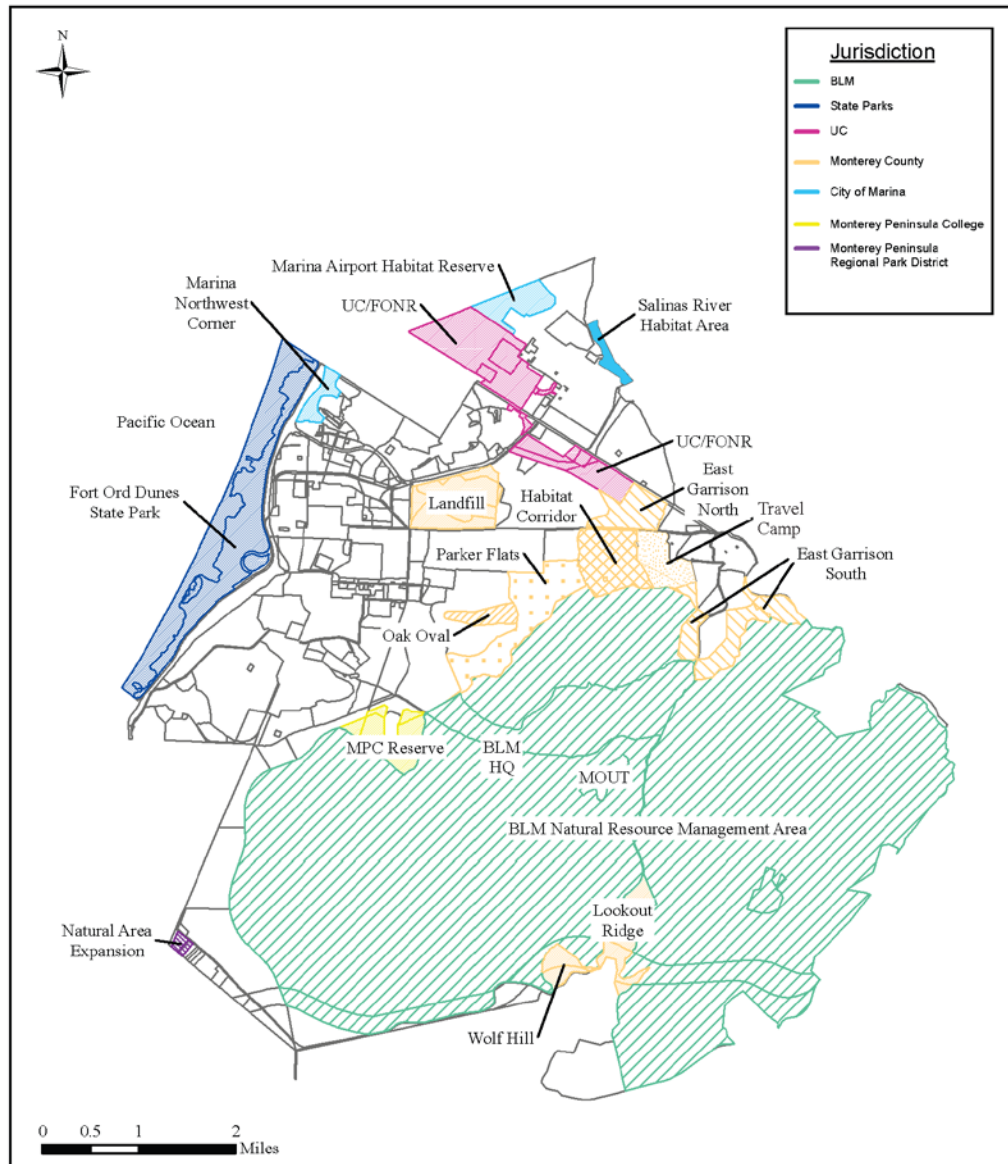 N
Jurisdiction
BLM
State Parks
UC
Monterey County
City of Marina
Monterey Peninsula College
Monterey Peninsula
Regional Park District
Marina Airport Habitat Reserve
Marina
Northwest
Corner
UC/FONR
Salinas River
Habitat Area
Pacific Ocean
UC/FONR
East
Garrison
North
Fort Ord Dunes
State Park
Landfill
Habitat
Corridor
Travel
Camp
Parker Flats
East Garrison
South
Oak Oval
MPC Reserve
BLM
HQ
MOUT
BLM Natural Resource Management Area
Lookout
Ridge
Natural Area
Expansion
Wolf Hill
0 0.5 1 2
Miles